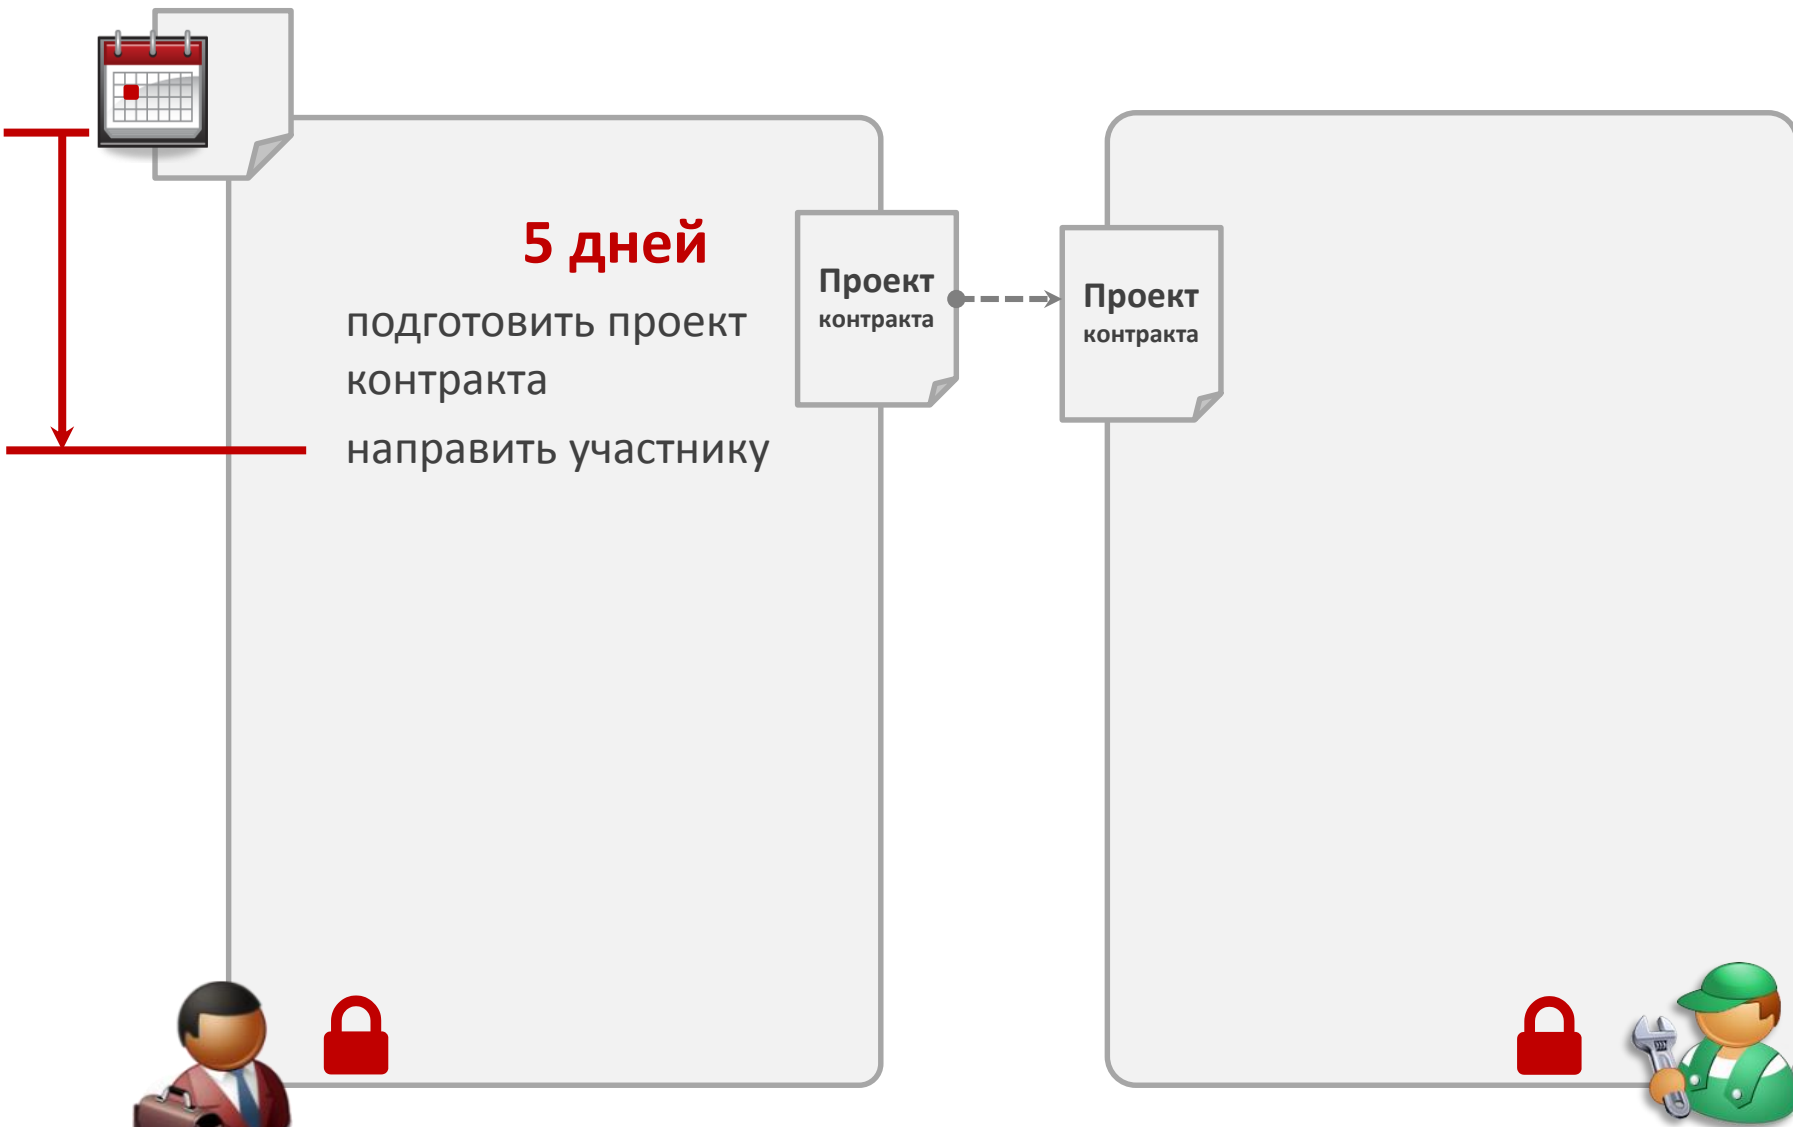 5 дней
подготовить проект
контракта
направить участнику
Проект
контракта
Проект
контракта